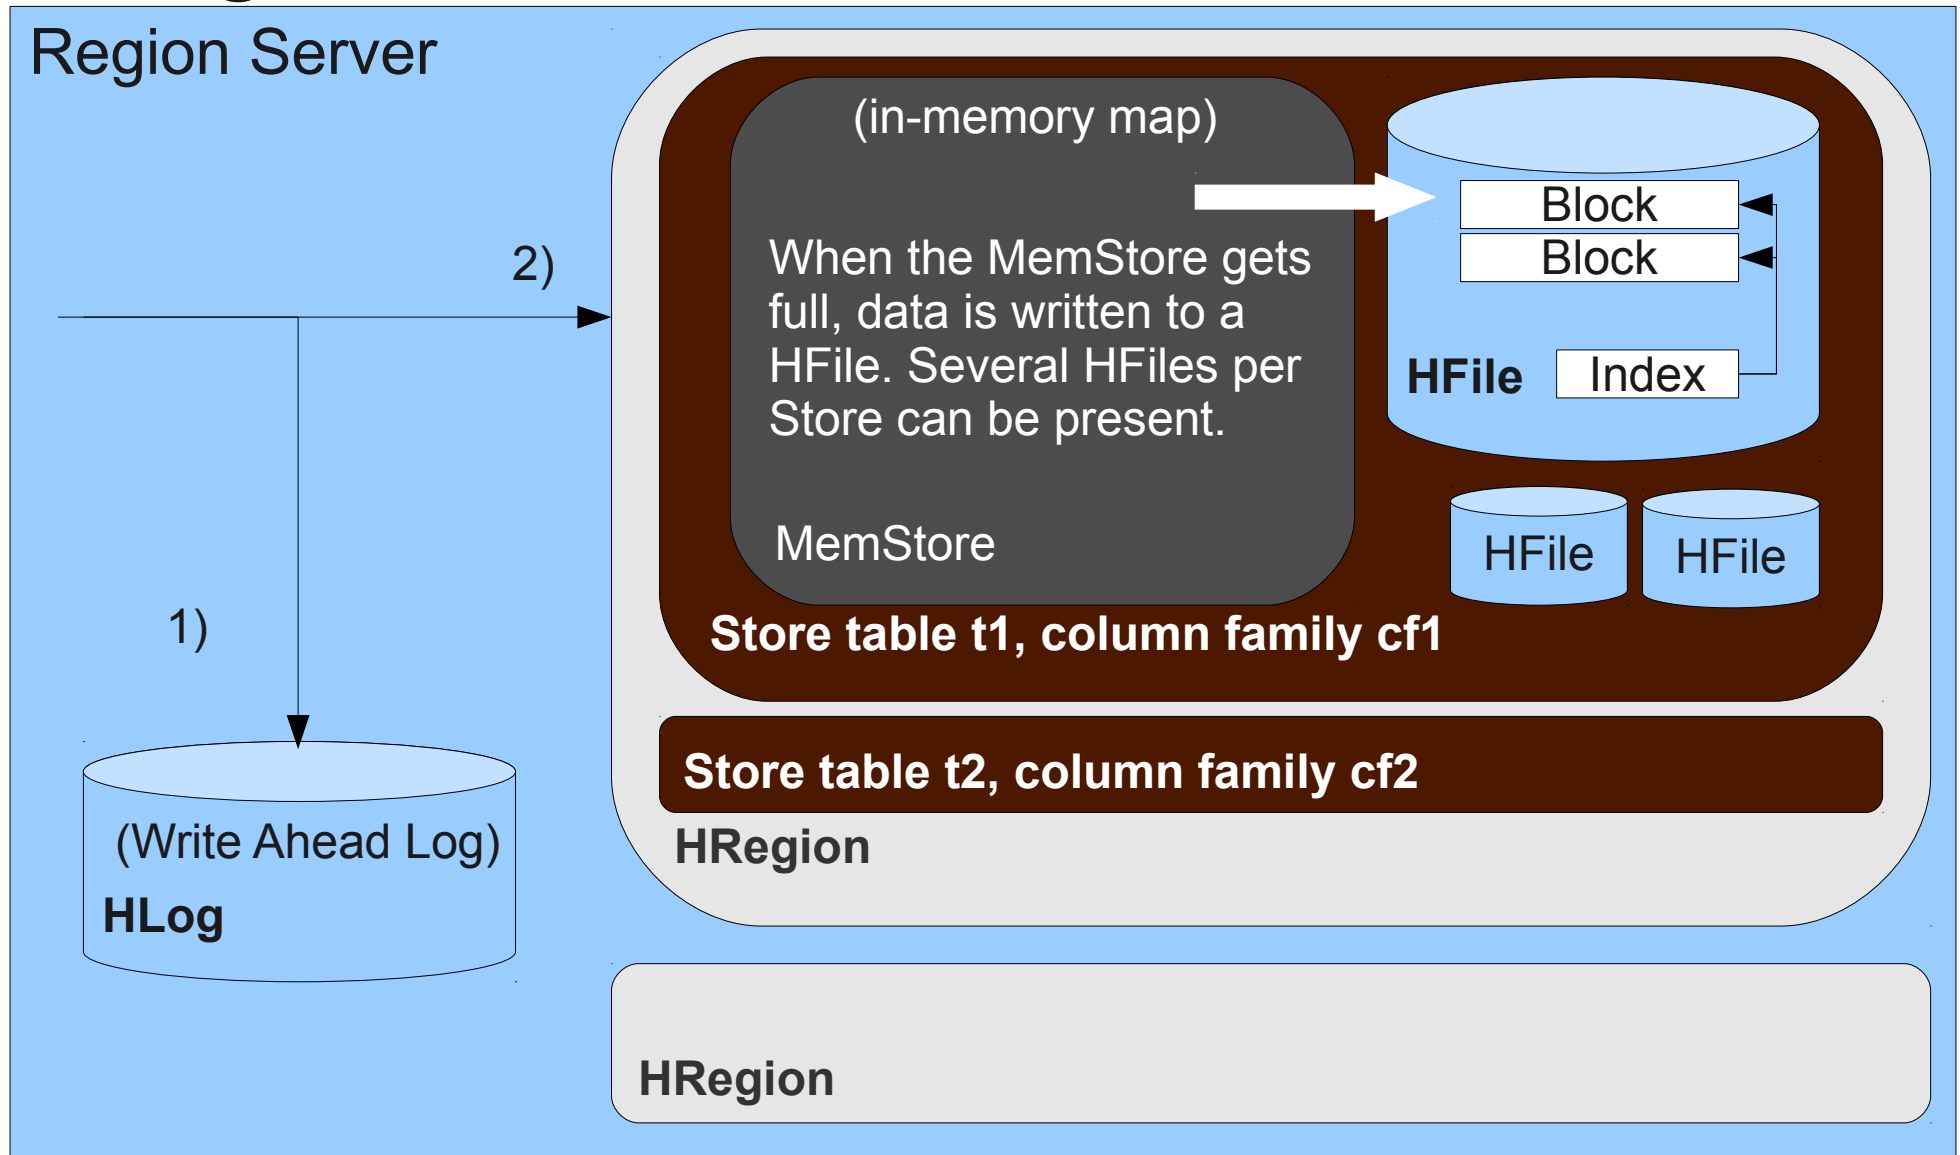 Region Server
(in-memory map)
When the MemStore gets
full, data is written to a
HFile. Several HFiles per
Store can be present.
MemStore
Block
Block
HFile
Index
HFile
HFile
Store table t1, column family cf1
Store table t2, column family cf2
HRegion
2)
1)
(Write Ahead Log)
HLog
HRegion